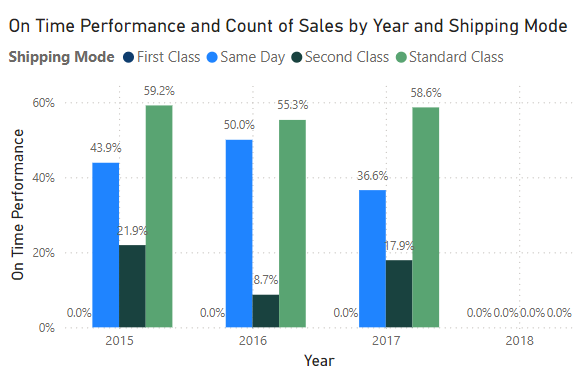 On Time Performance and Count of Sales by Year and Shipping Mode
Shipping Mode First Class Same Day Second Class Standard Class
On Time Performance
60%
40%
20%
0%
0.0% 43.9% 21.9% 59.2%
0.0% 50.0% 8.7% 55.3%
0.0% 36.6% 17.9% 58.6%
0.0% 0.0% 0.0% 0.0%
2015 2016 2017 2018
Year